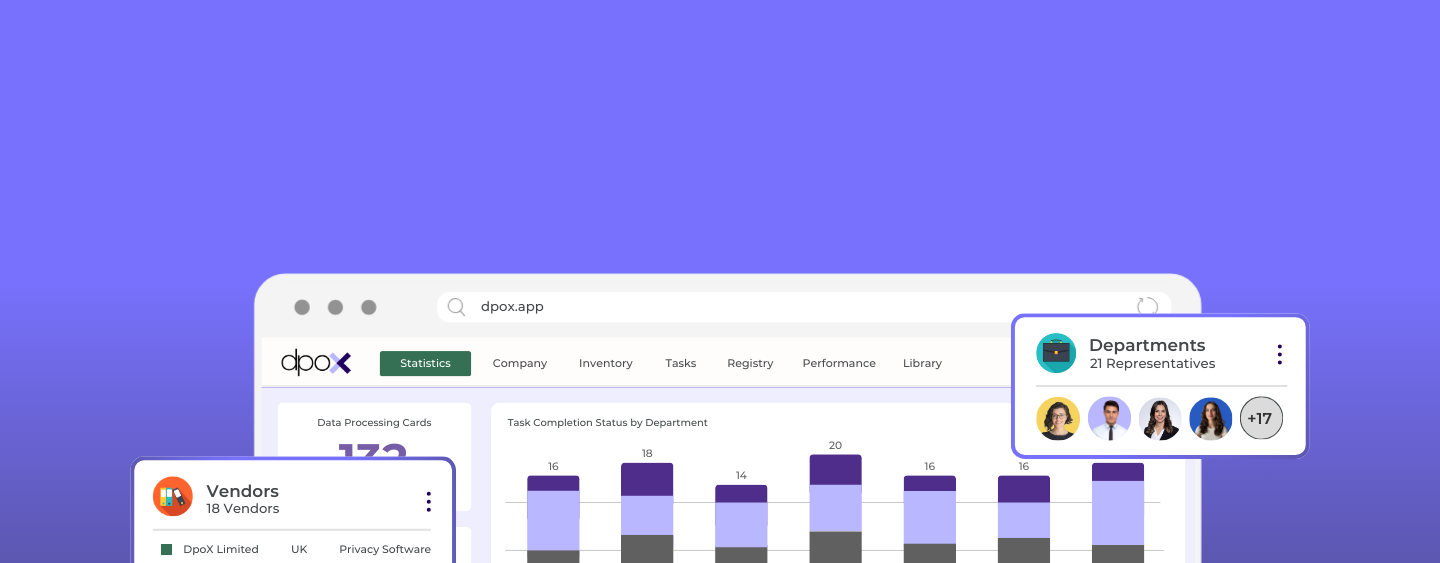 dpox.app
dpox
Statistics
Company
Inventory
Tasks
Registry
Performance
Library
Departments
21 Representatives
+17
Data Processing Cards
132
Task Completion Status by Department
16
18
14
20
16
16
Vendors
18 Vendors
DpoX Limited
UK
Privacy Software